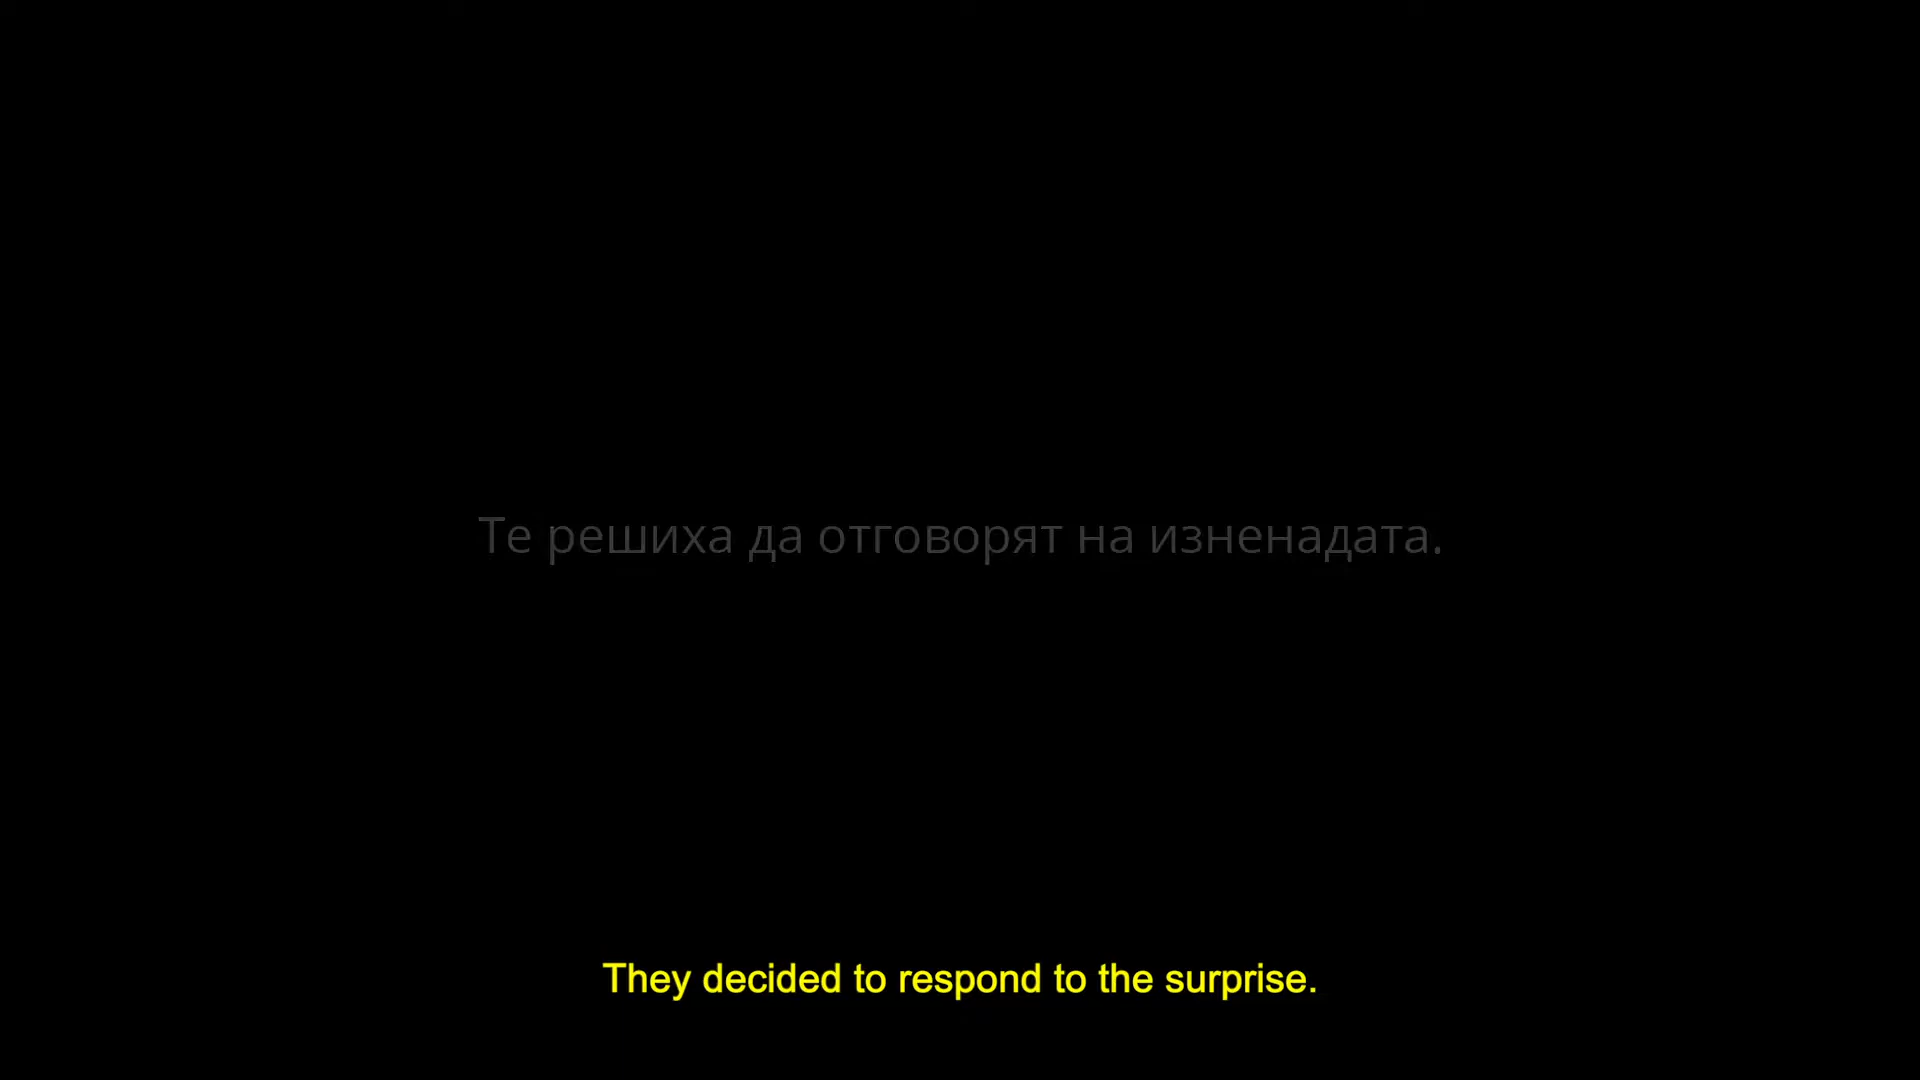 Те решиха да отговорят на изненадата.
They decided to respond to the surprise.